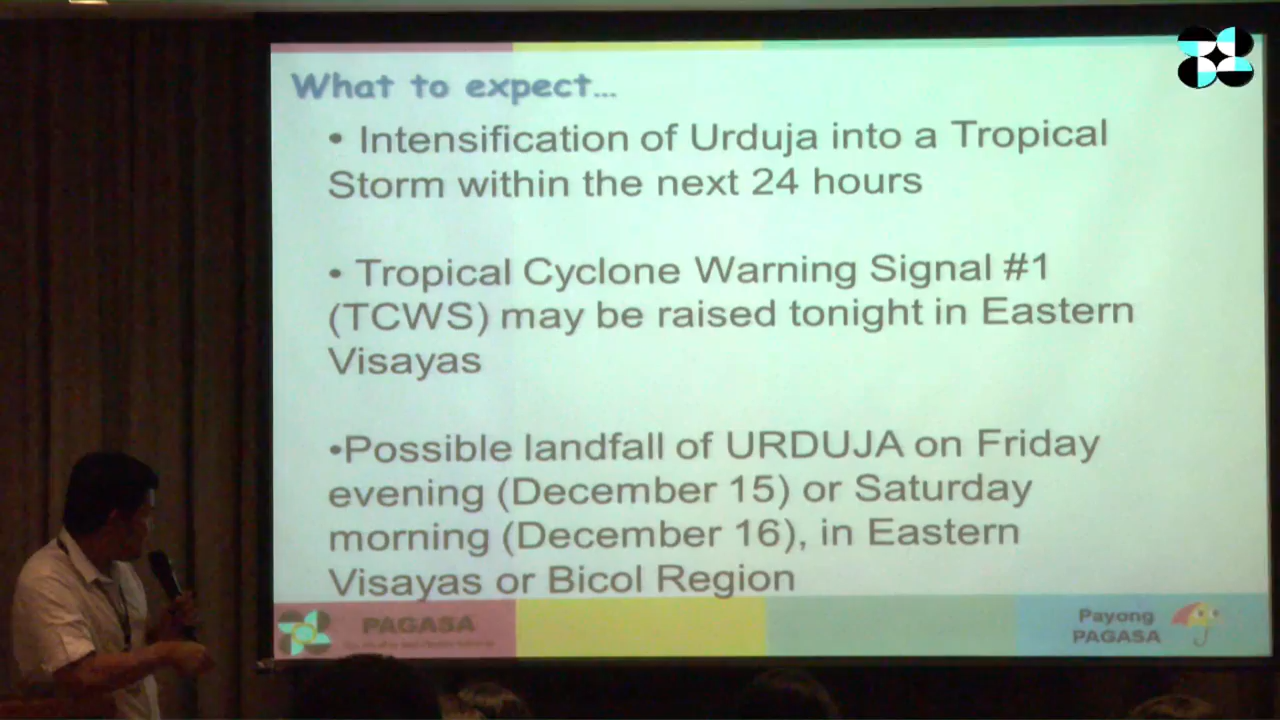 What to expect...
• Intensification of Urduja into a Tropical
Storm within the next 24 hours
• Tropical Cyclone Warning Signal #1
(TCWS) may be raised tonight in Eastern
Visayas
•Possible landfall of URDUJA on Friday
evening (December 15) or Saturday
morning (December 16), in Eastern
Visayas or Bicol Region
PAGASA
Payong
PAGASA